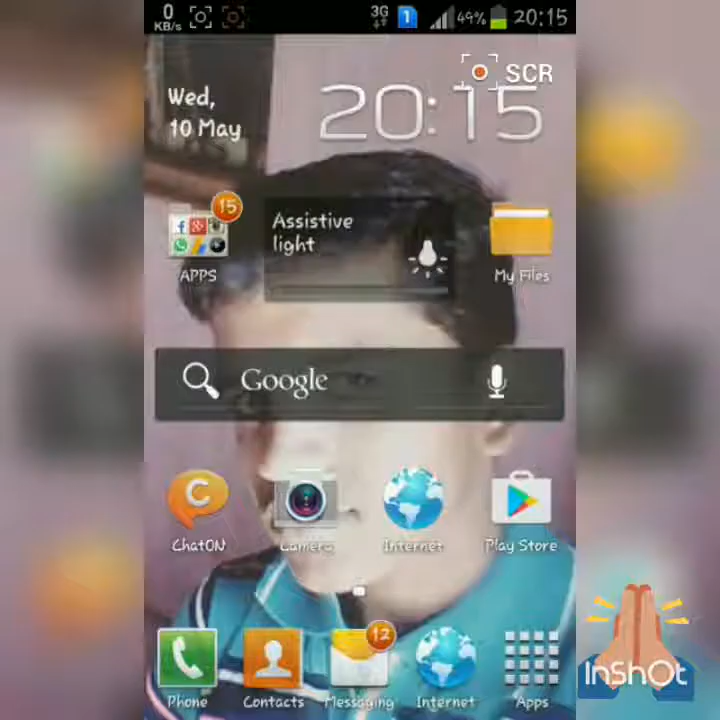 0
KB/s
3G
1
49%
20:15
SCR
Wed,
10 May
20:15
15
APPS
Assistive
light
My Files
Google
ChatON
Camera
Internet
Play Store
12
Phone
Contacts
Messaging
Internet
Apps
InShOt